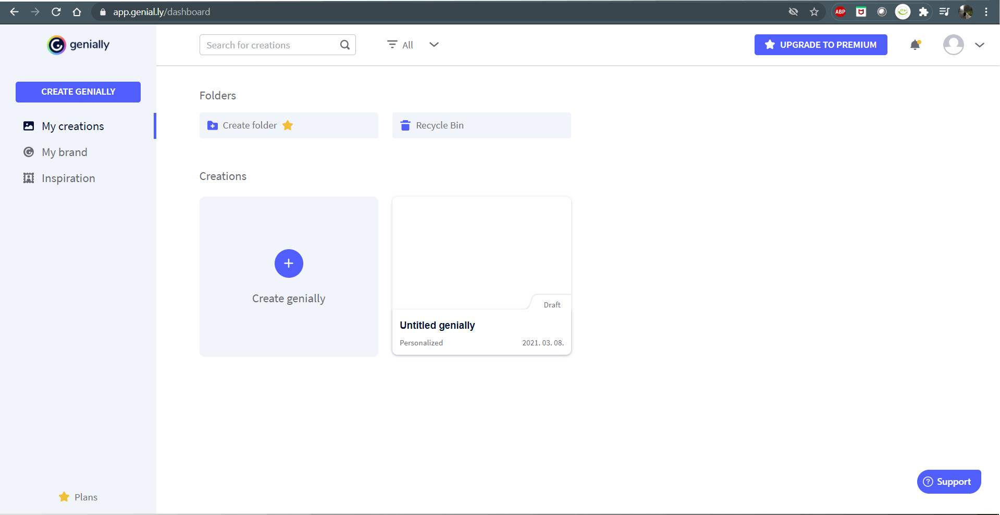 app.genial.ly/dashboard
ABP
genially
Search for creations
All
UPGRADE TO PREMIUM
CREATE GENIALLY
My creations
My brand
Inspiration
Folders
Create folder
Recycle Bin
Creations
Create genially
Draft
Untitled genially
Personalized
2021. 03. 08.
Support
Plans